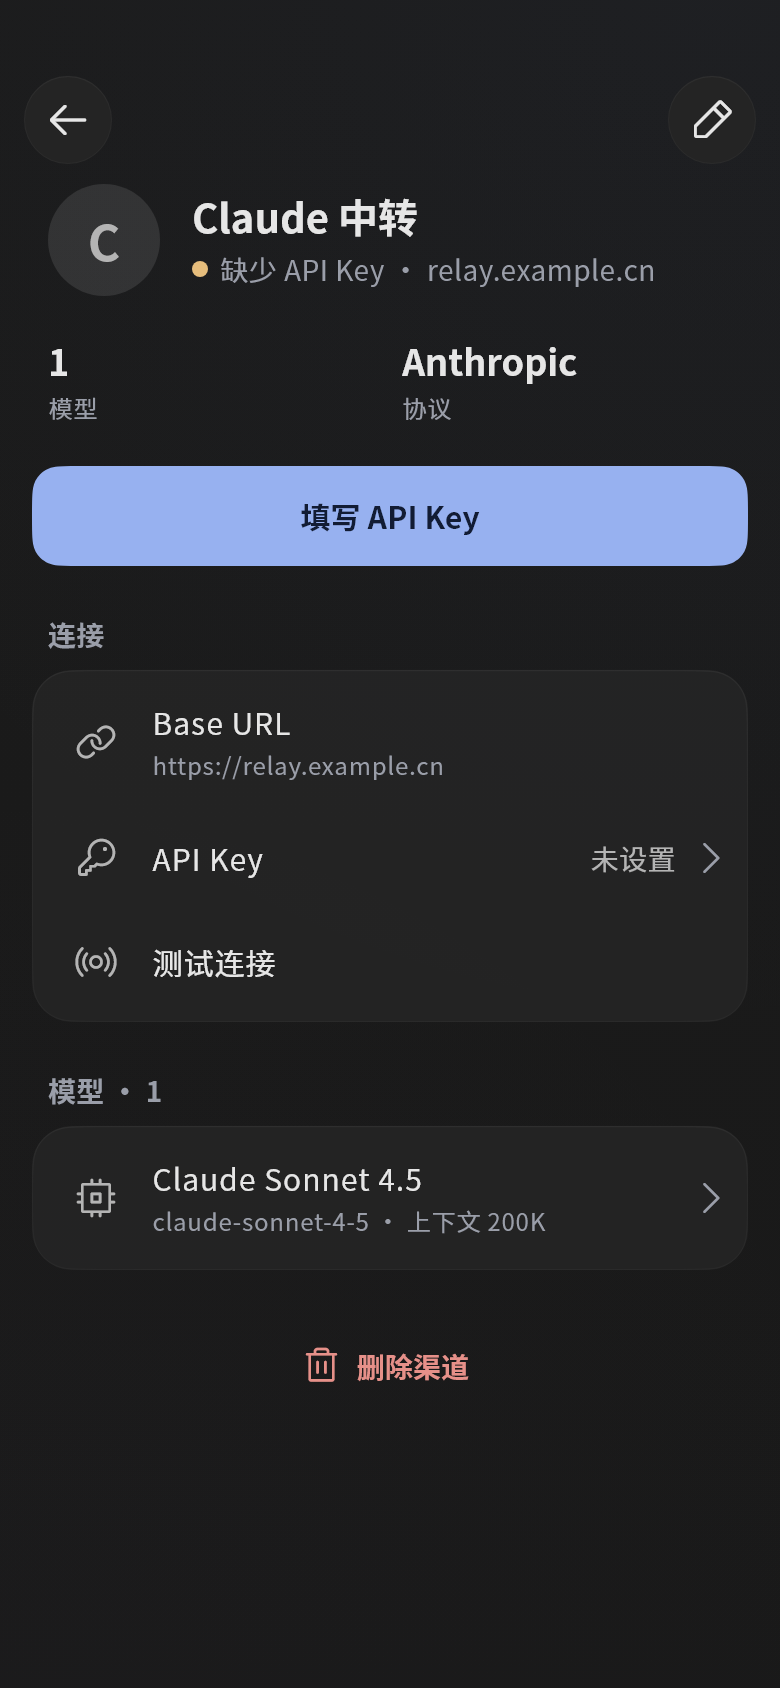 C
Claude 中转
缺少 API Key · relay.example.cn
1
模型
Anthropic
协议
填写 API Key
连接
Base URL
https://relay.example.cn
API Key
未设置
测试连接
模型 · 1
Claude Sonnet 4.5
claude-sonnet-4-5 · 上下文 200K
删除渠道